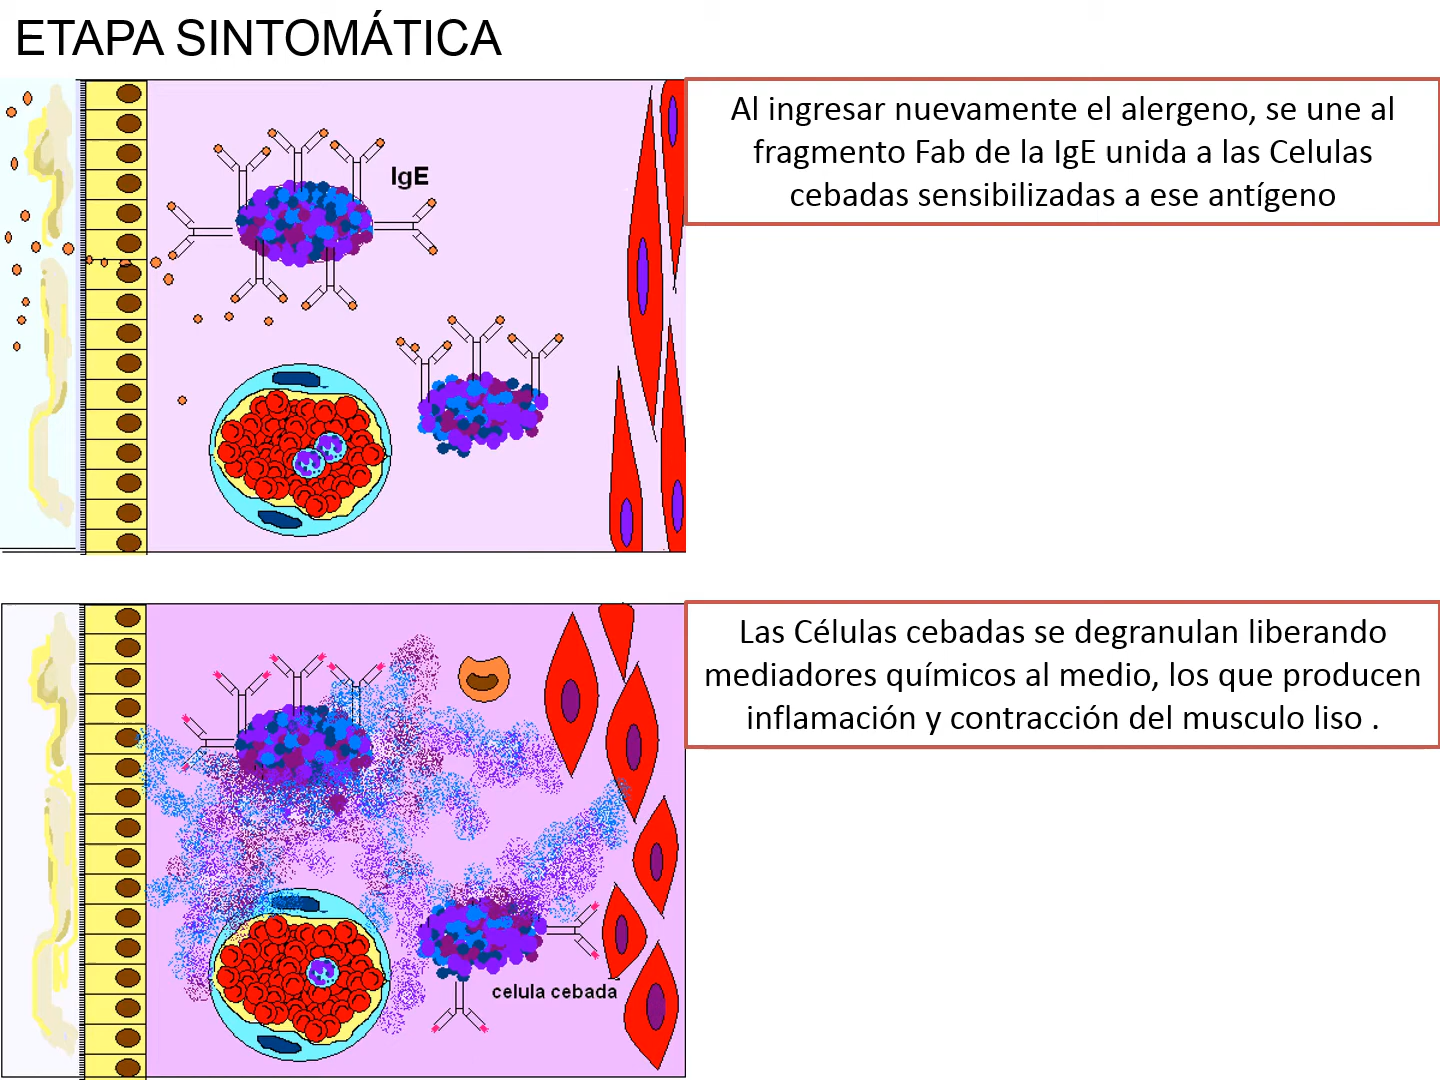 ETAPA SINTOMÁTICA
Al ingresar nuevamente el alergeno, se une al
fragmento Fab de la IgE unida a las Celulas
cebadas sensibilizadas a ese antígeno
IgE
Las Células cebadas se degranulan liberando
mediadores químicos al medio, los que producen
inflamación y contracción del musculo liso .
celula cebada